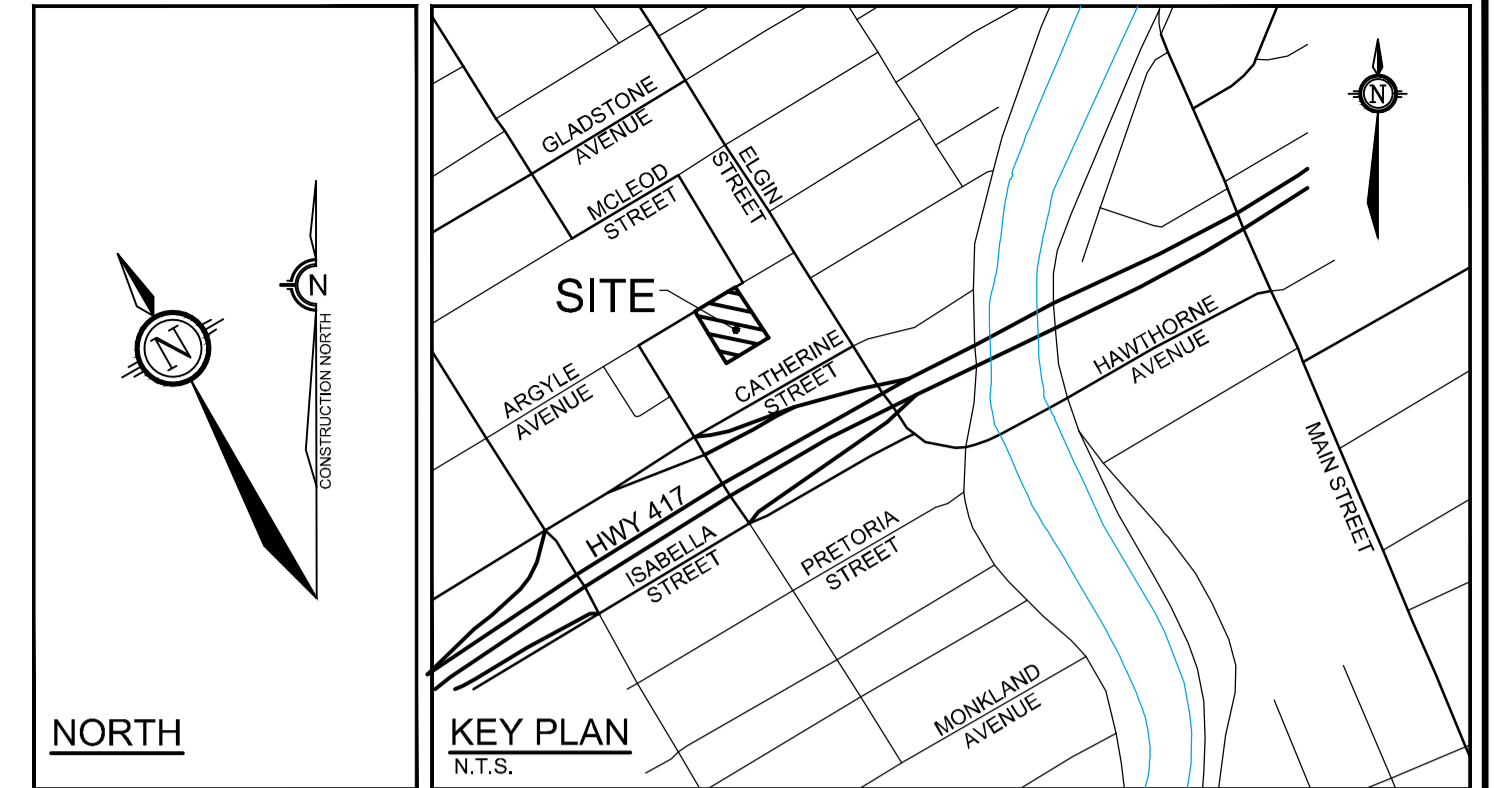 N
N
CONSTRUCTION NORTH
NORTH
GLADSTONE
AVENUE
MCLEOD
STREET
ELGIN
STREET
N
SITE
ARGYLE
AVENUE
CATHERINE
STREET
HAWTHORNE
AVENUE
MAIN STREET
HWY 417
ISABELLA
STREET
PRETORIA
STREET
MONKLAND
AVENUE
KEY PLAN
N.T.S.